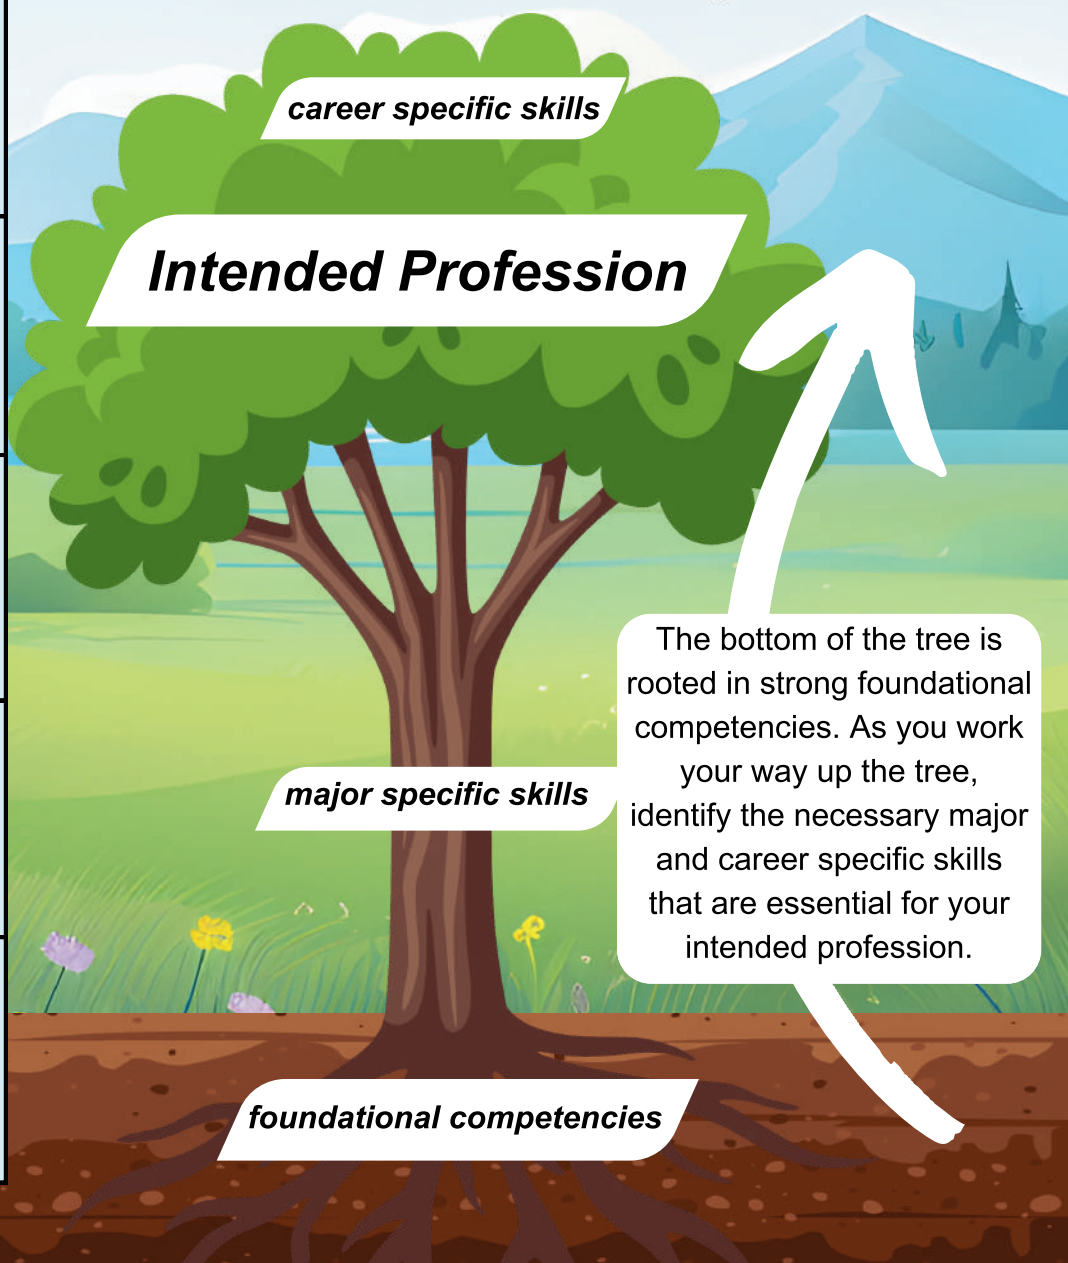 career specific skills
Intended Profession
The bottom of the tree is
rooted in strong foundational
competencies. As you work
your way up the tree,
identify the necessary major
and career specific skills
that are essential for your
intended profession.
major specific skills
foundational competencies